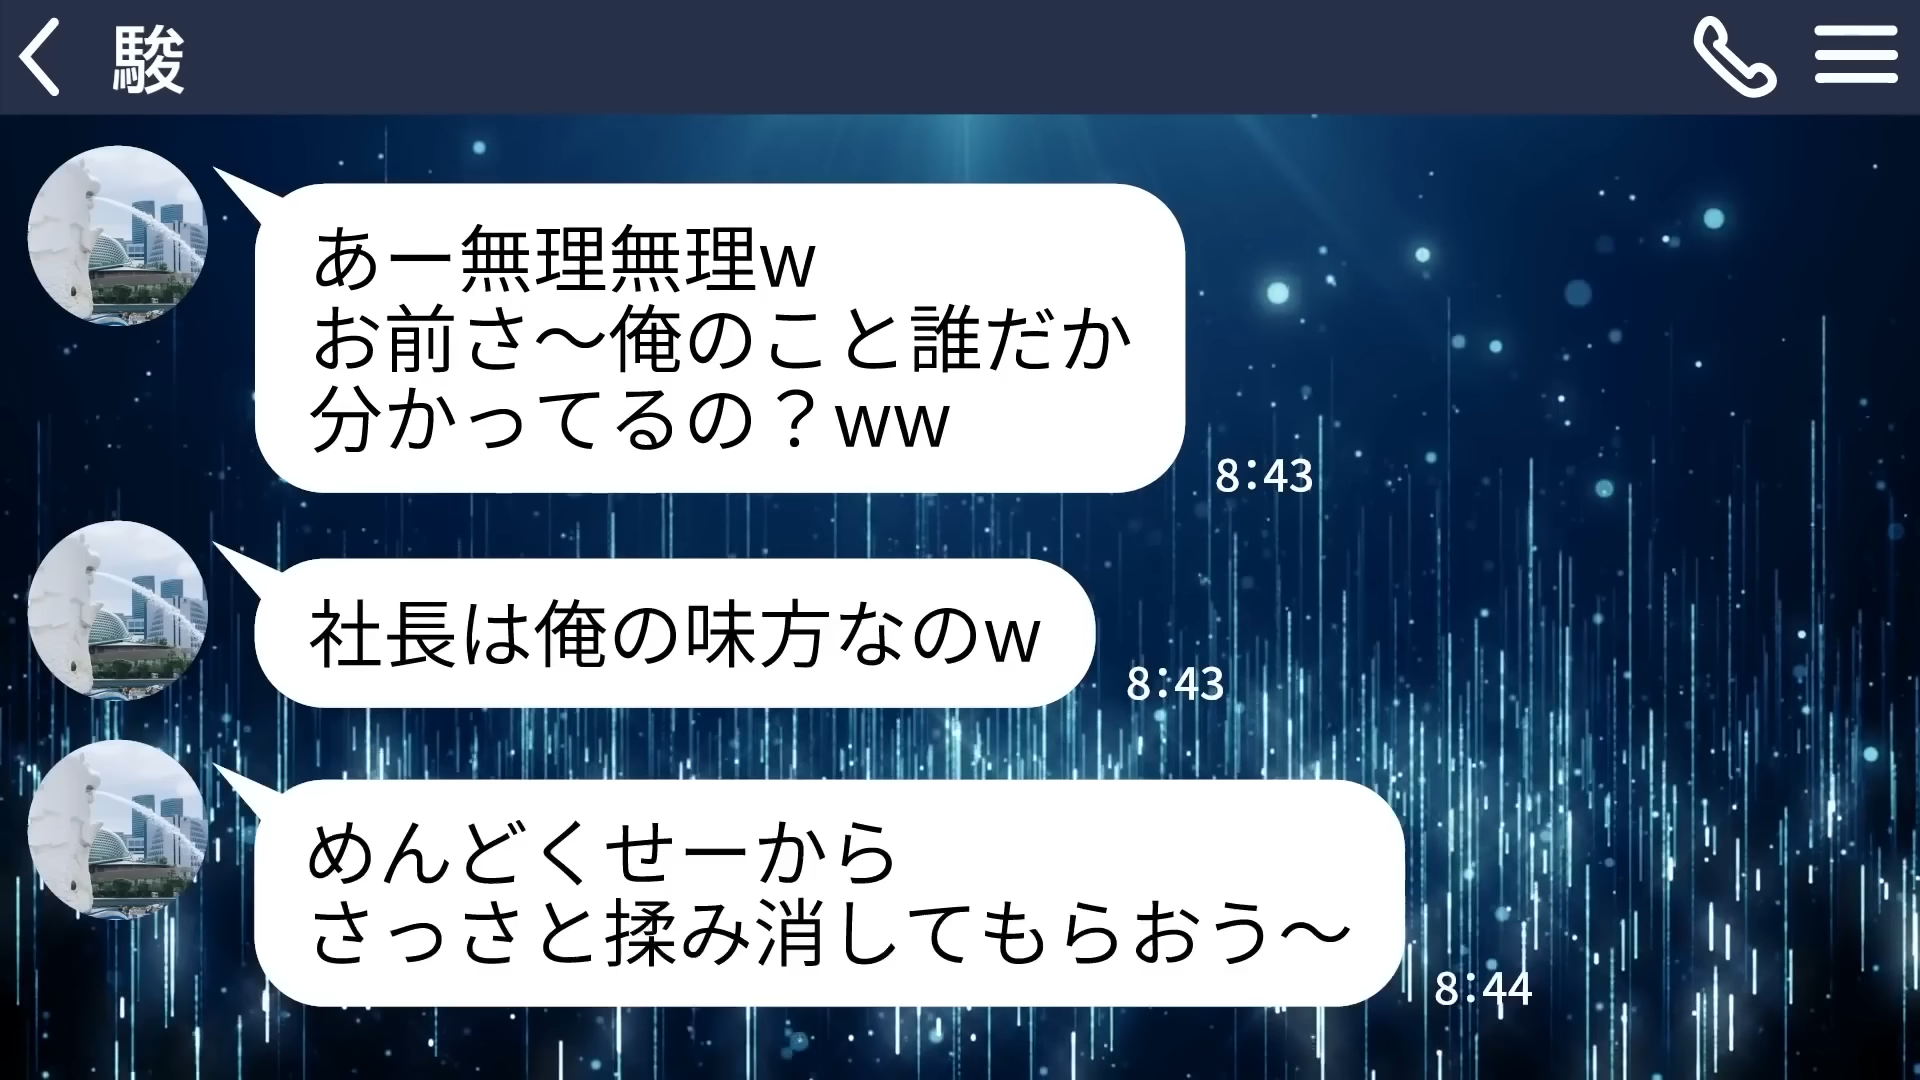 駿
あー無理無理w
お前さ～俺のこと誰だか
分かってるの？ww
8:43
社長は俺の味方なのw
8:43
めんどくせーから
さっさと揉み消してもらおう～
8:44